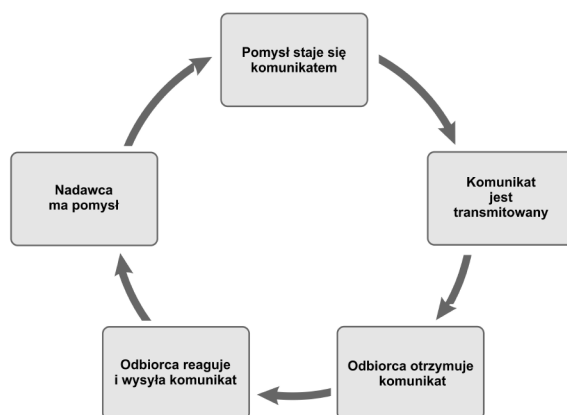 Pomysł staje się
komunikatem
Komunikat
jest
transmitowany
Odbiorca otrzymuje
komunikat
Odbiorca reaguje
i wysyła komunikat
Nadawca
ma pomysł